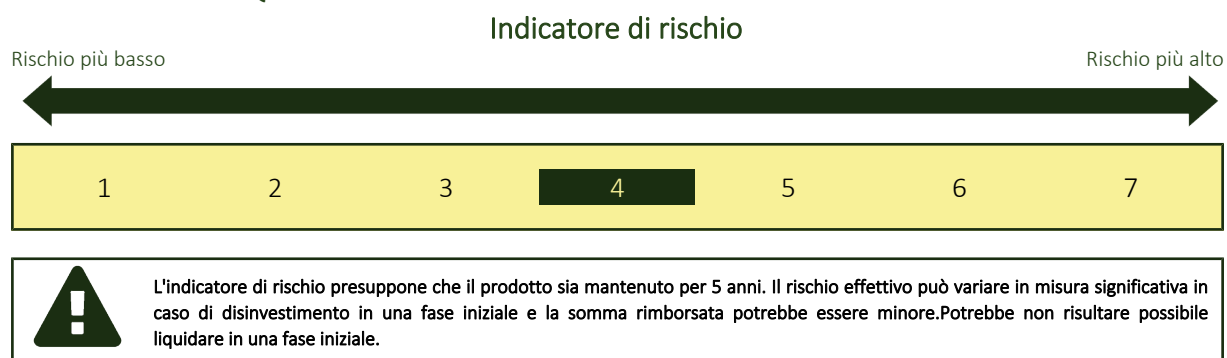 Indicatore di rischio
Rischio più basso
Rischio più alto
1 2 3 4 5 6 7
L'indicatore di rischio presuppone che il prodotto sia mantenuto per 5 anni. Il rischio effettivo può variare in misura significativa in
caso di disinvestimento in una fase iniziale e la somma rimborsata potrebbe essere minore.Potrebbe non risultare possibile
liquidare in una fase iniziale.